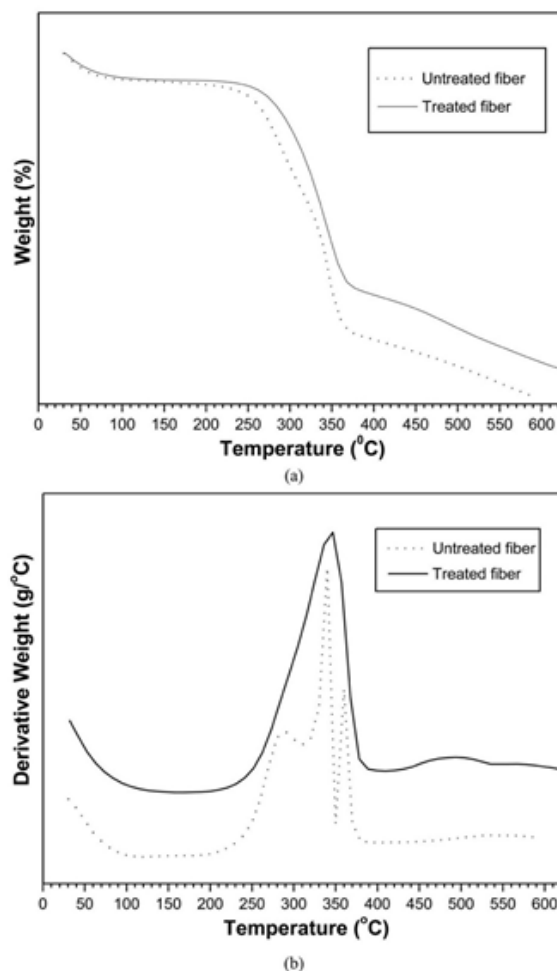 Untreated fiber
Treated fiber
Weight (%)
0 50 100 150 200 250 300 350 400 450 500 550 600
Temperature (⁰C)
(a)
Untreated fiber
Treated fiber
Derivative Weight (g/°C)
0 50 100 150 200 250 300 350 400 450 500 550 600
Temperature (°C)
(b)